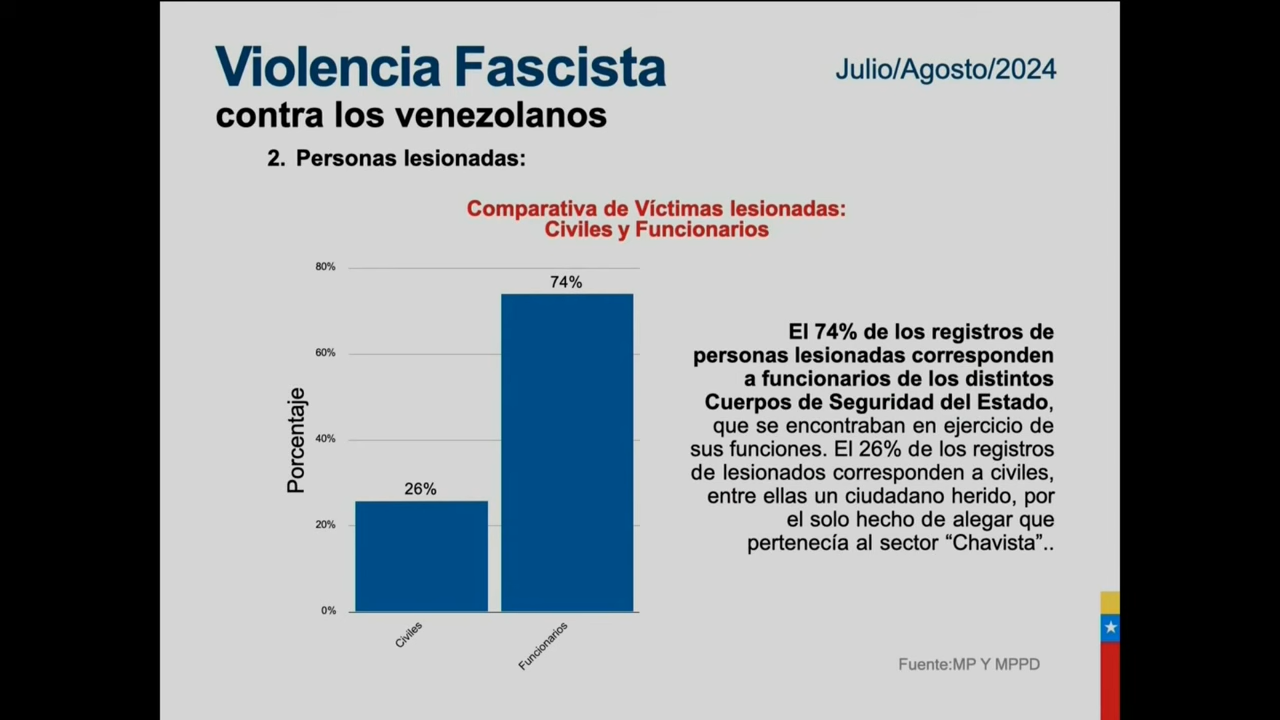 Violencia Fascista
Julio/Agosto/2024
contra los venezolanos
2. Personas lesionadas:
Comparativa de Víctimas lesionadas:
Civiles y Funcionarios
Porcentaje
80%
60%
40%
20%
0%
26%
74%
Civiles
Funcionarios
El 74% de los registros de
personas lesionadas corresponden
a funcionarios de los distintos
Cuerpos de Seguridad del Estado,
que se encontraban en ejercicio de
sus funciones. El 26% de los registros
de lesionados corresponden a civiles,
entre ellas un ciudadano herido, por
el solo hecho de alegar que
pertenecía al sector “Chavista”..
Fuente:MP Y MPPD